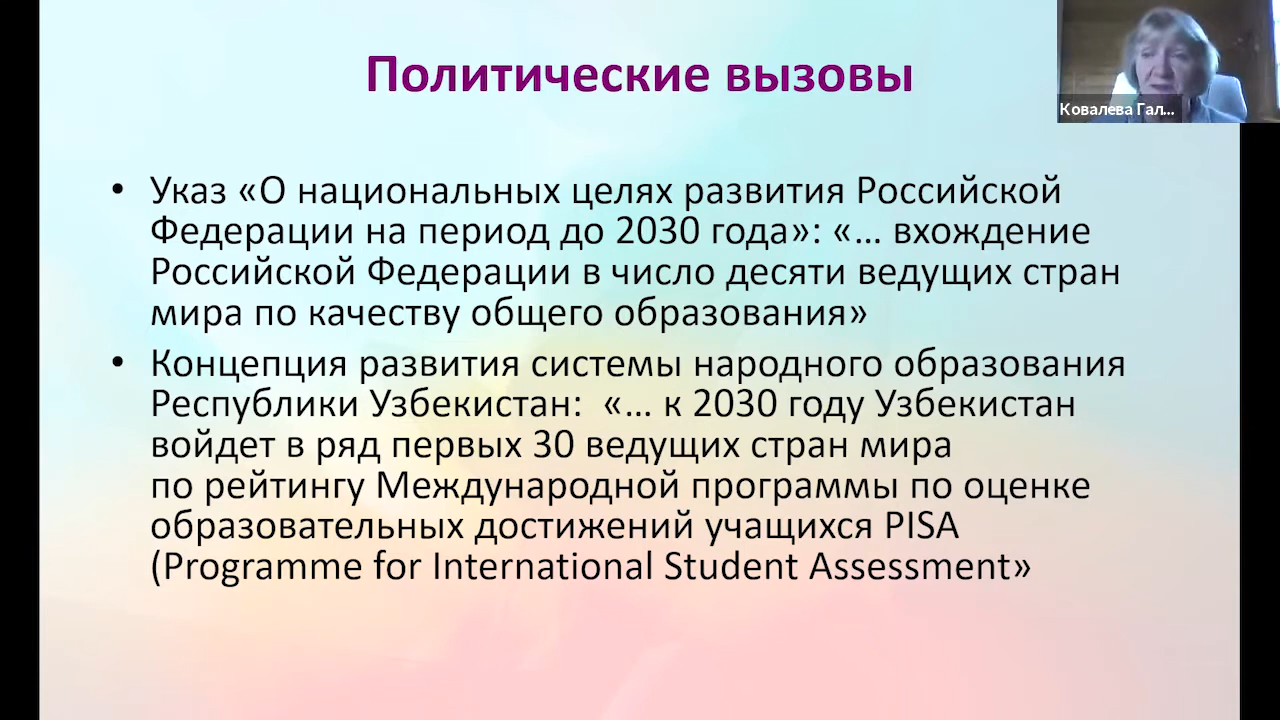 Политические вызовы
Ковалева Гал...
• Указ «О национальных целях развития Российской
Федерации на период до 2030 года»: «... вхождение
Российской Федерации в число десяти ведущих стран
мира по качеству общего образования»
• Концепция развития системы народного образования
Республики Узбекистан:  «... к 2030 году Узбекистан
войдет в ряд первых 30 ведущих стран мира
по рейтингу Международной программы по оценке
образовательных достижений учащихся PISA
(Programme for International Student Assessment»